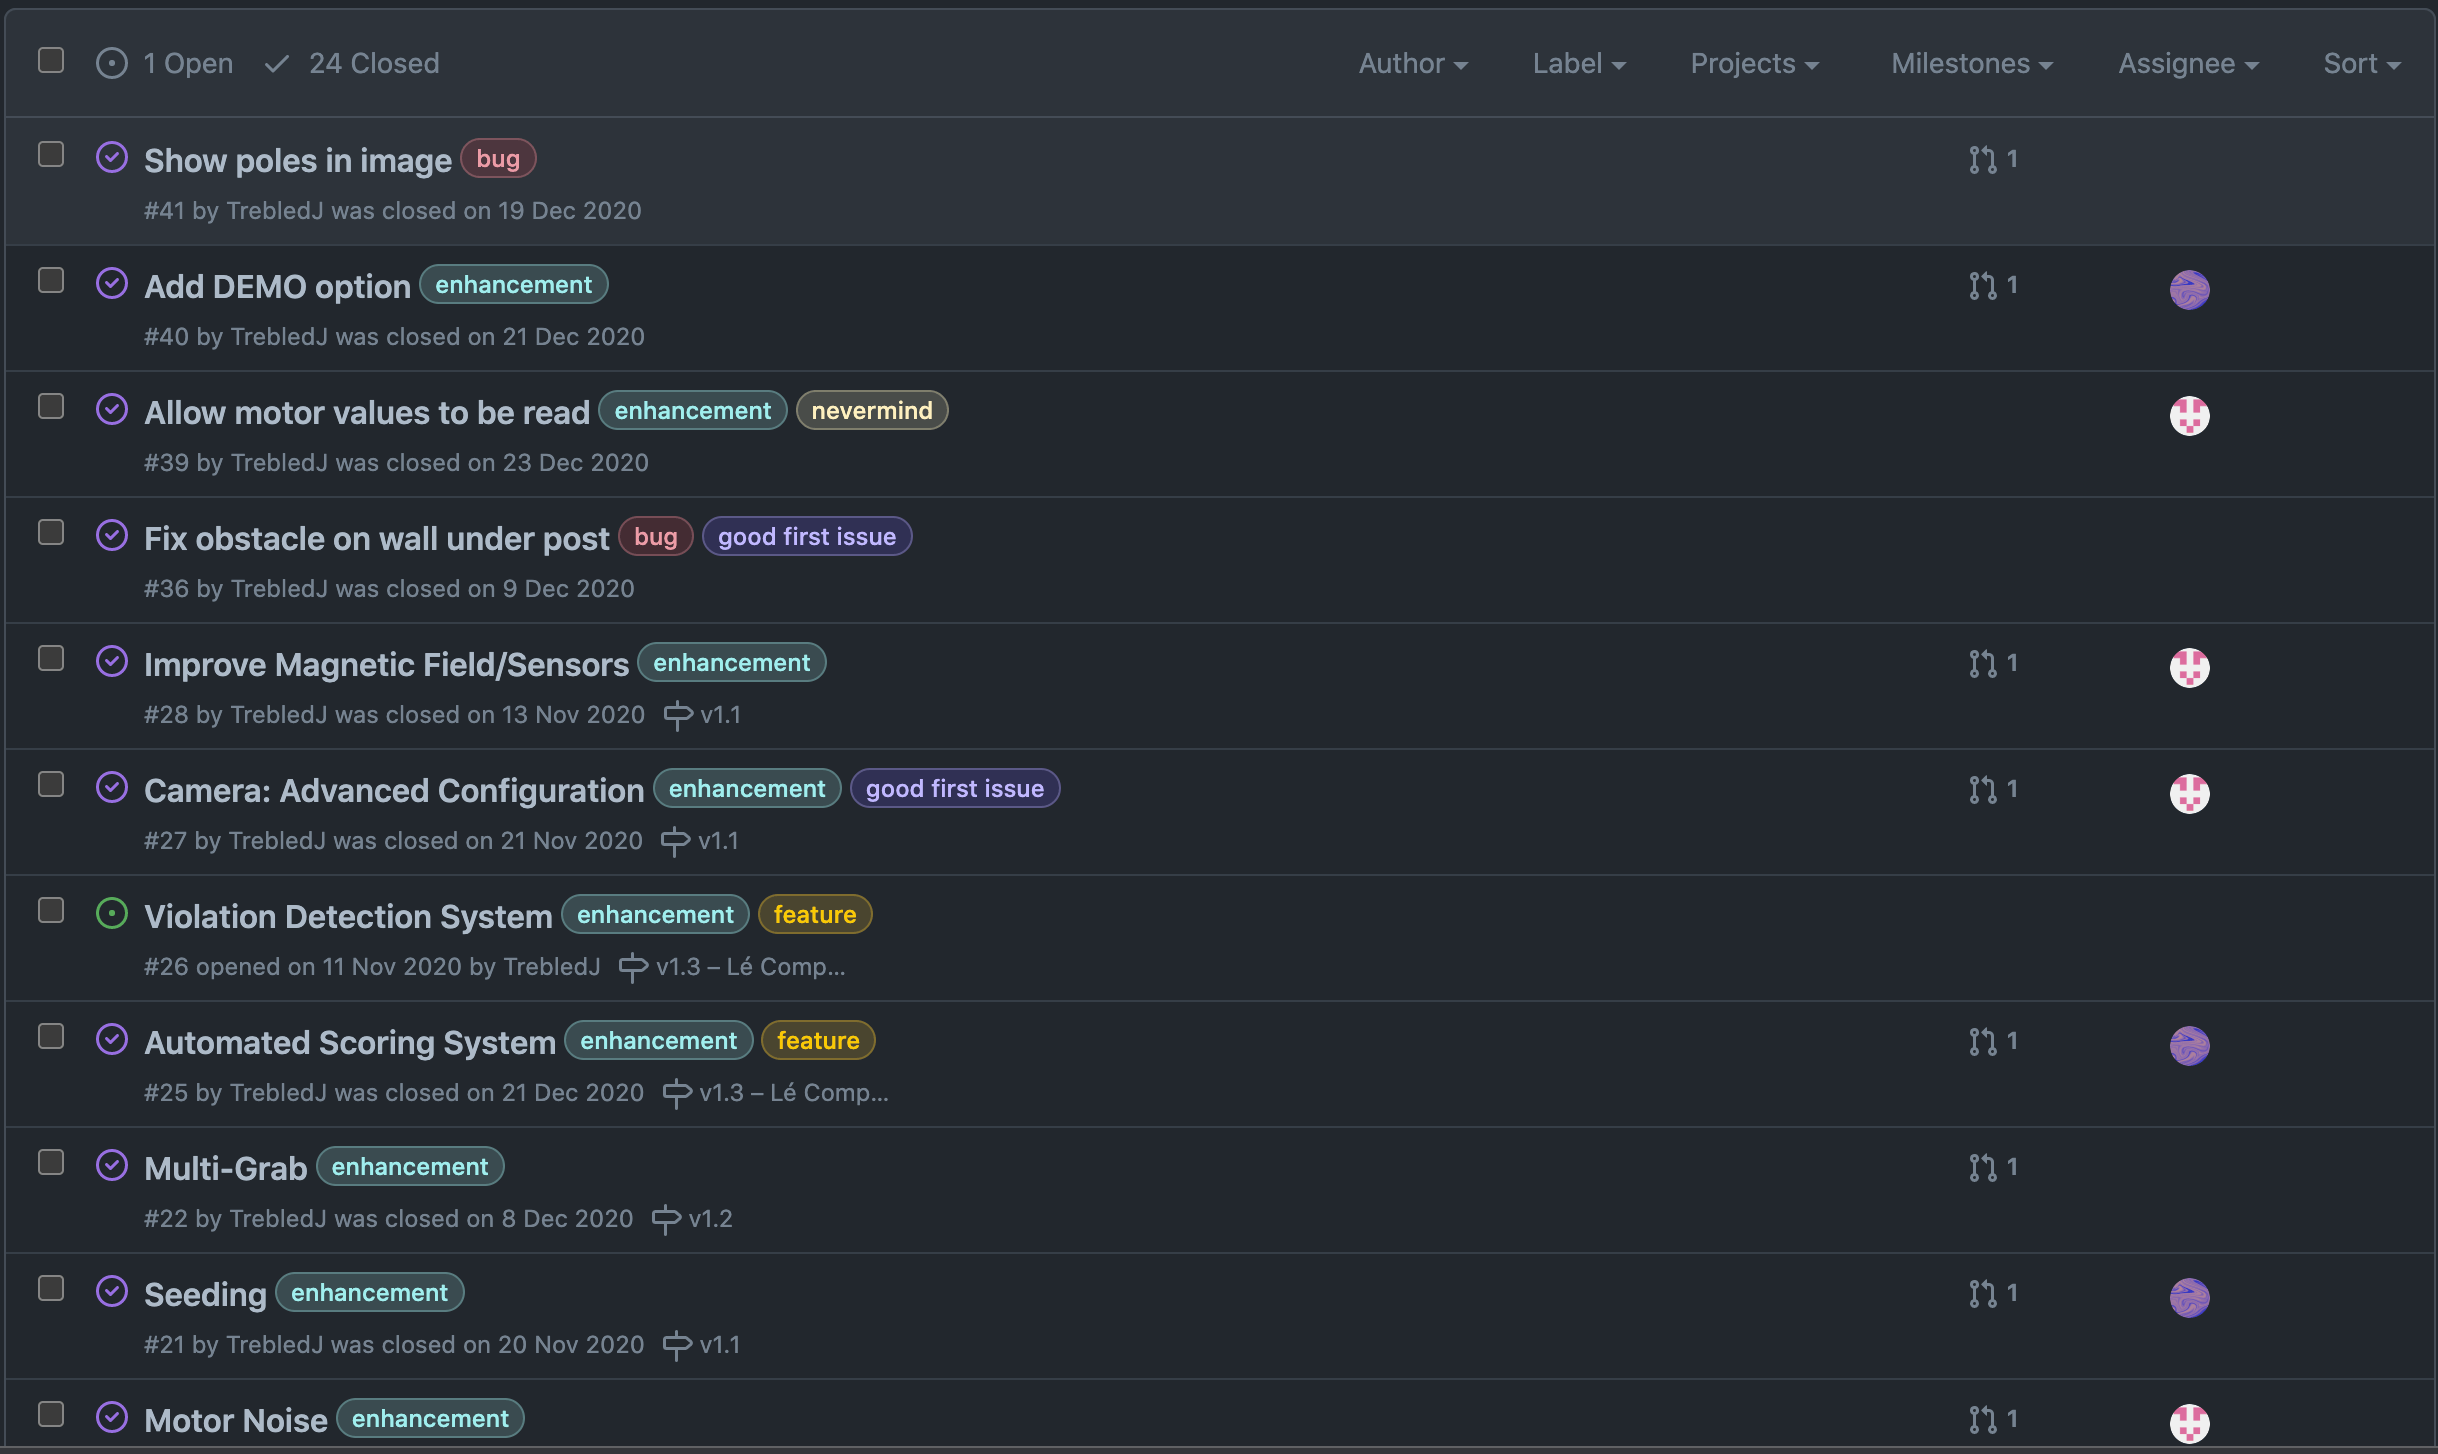 1 Open 24 Closed Author Label Projects Milestones Assignee Sort
Show poles in image bug 1
#41 by TrebledJ was closed on 19 Dec 2020
Add DEMO option enhancement 1
#40 by TrebledJ was closed on 21 Dec 2020
Allow motor values to be read enhancement nevermind
#39 by TrebledJ was closed on 23 Dec 2020
Fix obstacle on wall under post bug good first issue
#36 by TrebledJ was closed on 9 Dec 2020
Improve Magnetic Field/Sensors enhancement 1
#28 by TrebledJ was closed on 13 Nov 2020 v1.1
Camera: Advanced Configuration enhancement good first issue 1
#27 by TrebledJ was closed on 21 Nov 2020 v1.1
Violation Detection System enhancement feature
#26 opened on 11 Nov 2020 by TrebledJ v1.3 – Lé Comp...
Automated Scoring System enhancement feature 1
#25 by TrebledJ was closed on 21 Dec 2020 v1.3 – Lé Comp...
Multi-Grab enhancement 1
#22 by TrebledJ was closed on 8 Dec 2020 v1.2
Seeding enhancement 1
#21 by TrebledJ was closed on 20 Nov 2020 v1.1
Motor Noise enhancement 1